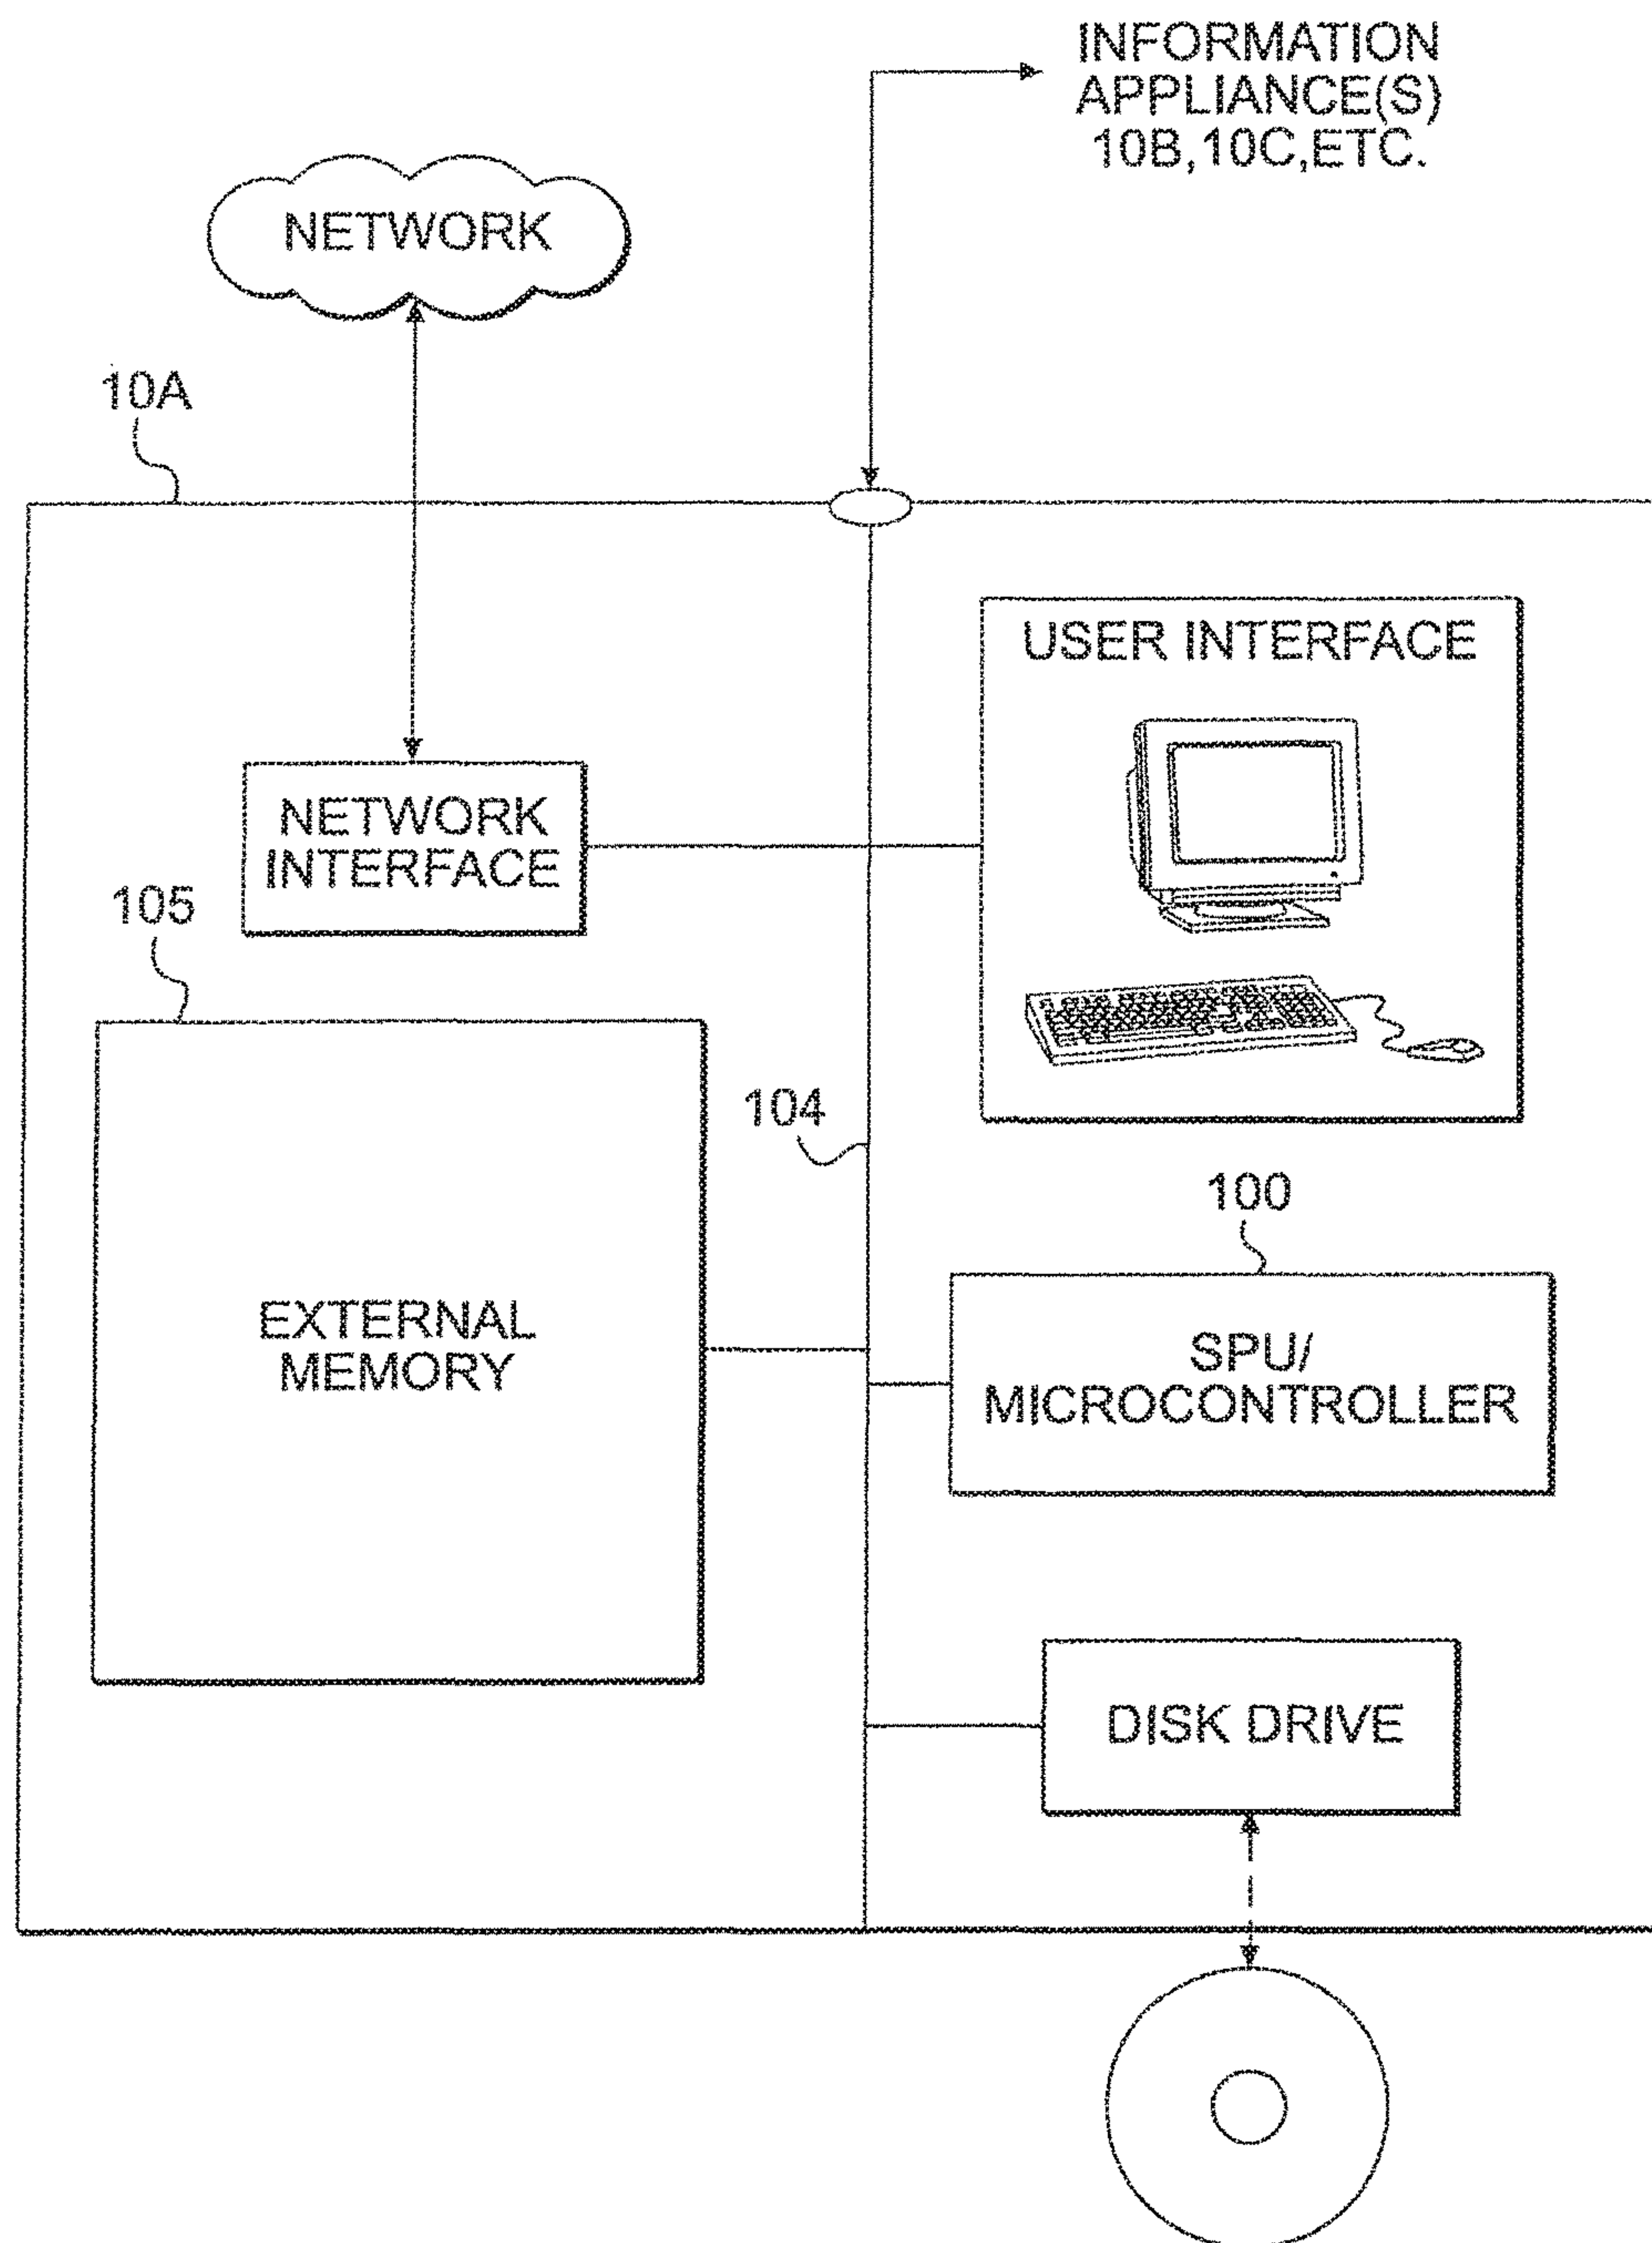 INFORMATION
APPLIANCE(S)
10B,10C,ETC.
NETWORK
10A
USER INTERFACE
NETWORK
INTERFACE
105
104
100
EXTERNAL
MEMORY
SPU/
MICROCONTROLLER
DISK DRIVE